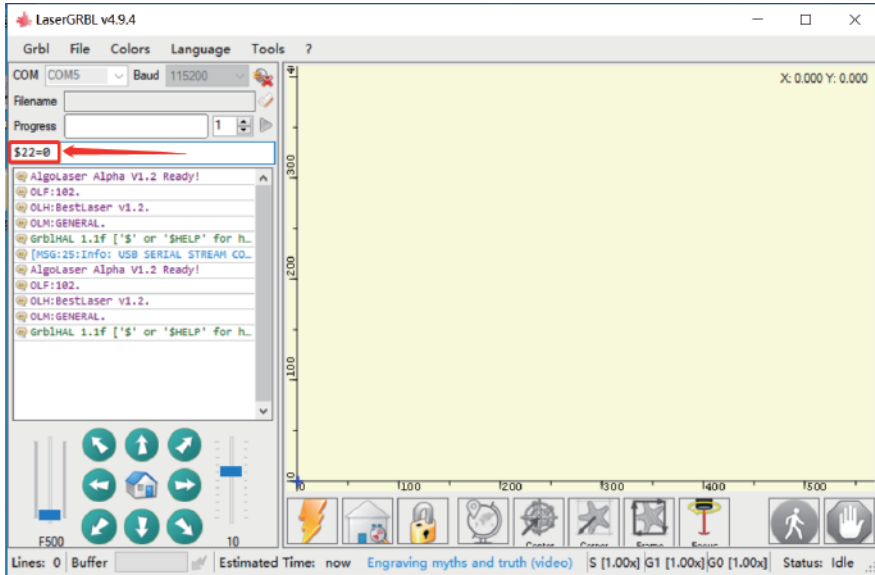 LaserGRBL v4.9.4
Grbl File Colors Language Tools ?
COM COM5 Baud 115200
Filename
Progress 1
$22=0
AlgoLaser Alpha V1.2 Ready!
OLF:102.
OLH:BestLaser v1.2.
OLM:GENERAL.
GrblHAL 1.1f ['$' or '$HELP' for h…
[MSG:25:Info: USB SERIAL STREAM CO…
AlgoLaser Alpha V1.2 Ready!
OLF:102.
OLH:BestLaser v1.2.
OLM:GENERAL.
GrblHAL 1.1f ['$' or '$HELP' for h…
F500
10
X: 0.000 Y: 0.000
300
200
100
0
0 100 200 300 400 500
Center Corner Frame Focus
Lines: 0 Buffer Estimated Time: now Engraving myths and truth (video) S [1.00x] G1 [1.00x] G0 [1.00x] Status: Idle